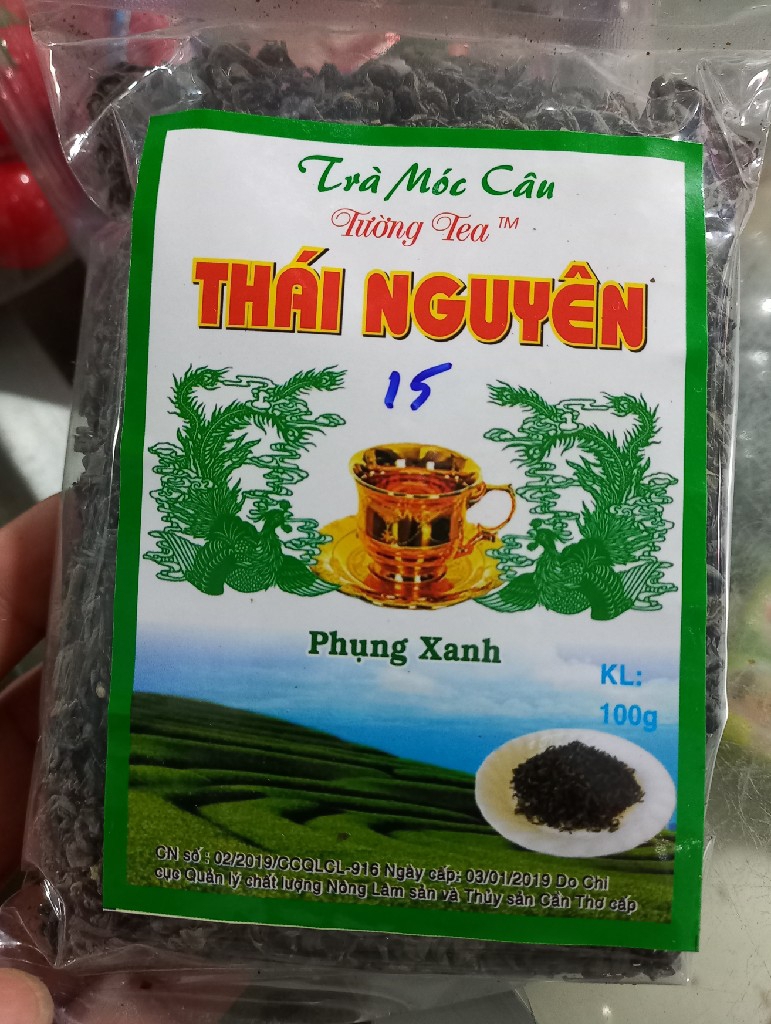 Trà Móc Câu
Tường Tea™
THÁI NGUYÊN
15
Phụng Xanh
KL:
100g
CN số : 02/2019/CCQLCL-916 Ngày cấp: 03/01/2019 Do Chi
cục Quản lý chất lượng Nông Lâm sản và Thủy sản Cần Thơ cấp